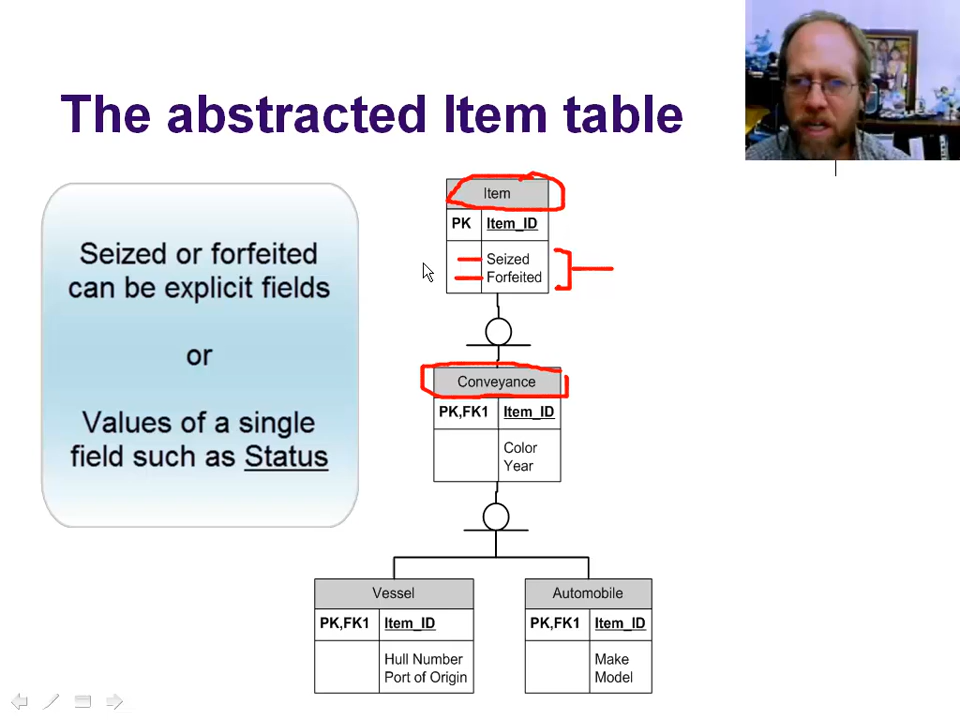 The abstracted Item table
Seized or forfeited
can be explicit fields
or
Values of a single
field such as Status
Item
PK Item_ID
Seized
Forfeited
Conveyance
PK,FK1 Item_ID
Color
Year
Vessel
PK,FK1 Item_ID
Hull Number
Port of Origin
Automobile
PK,FK1 Item_ID
Make
Model